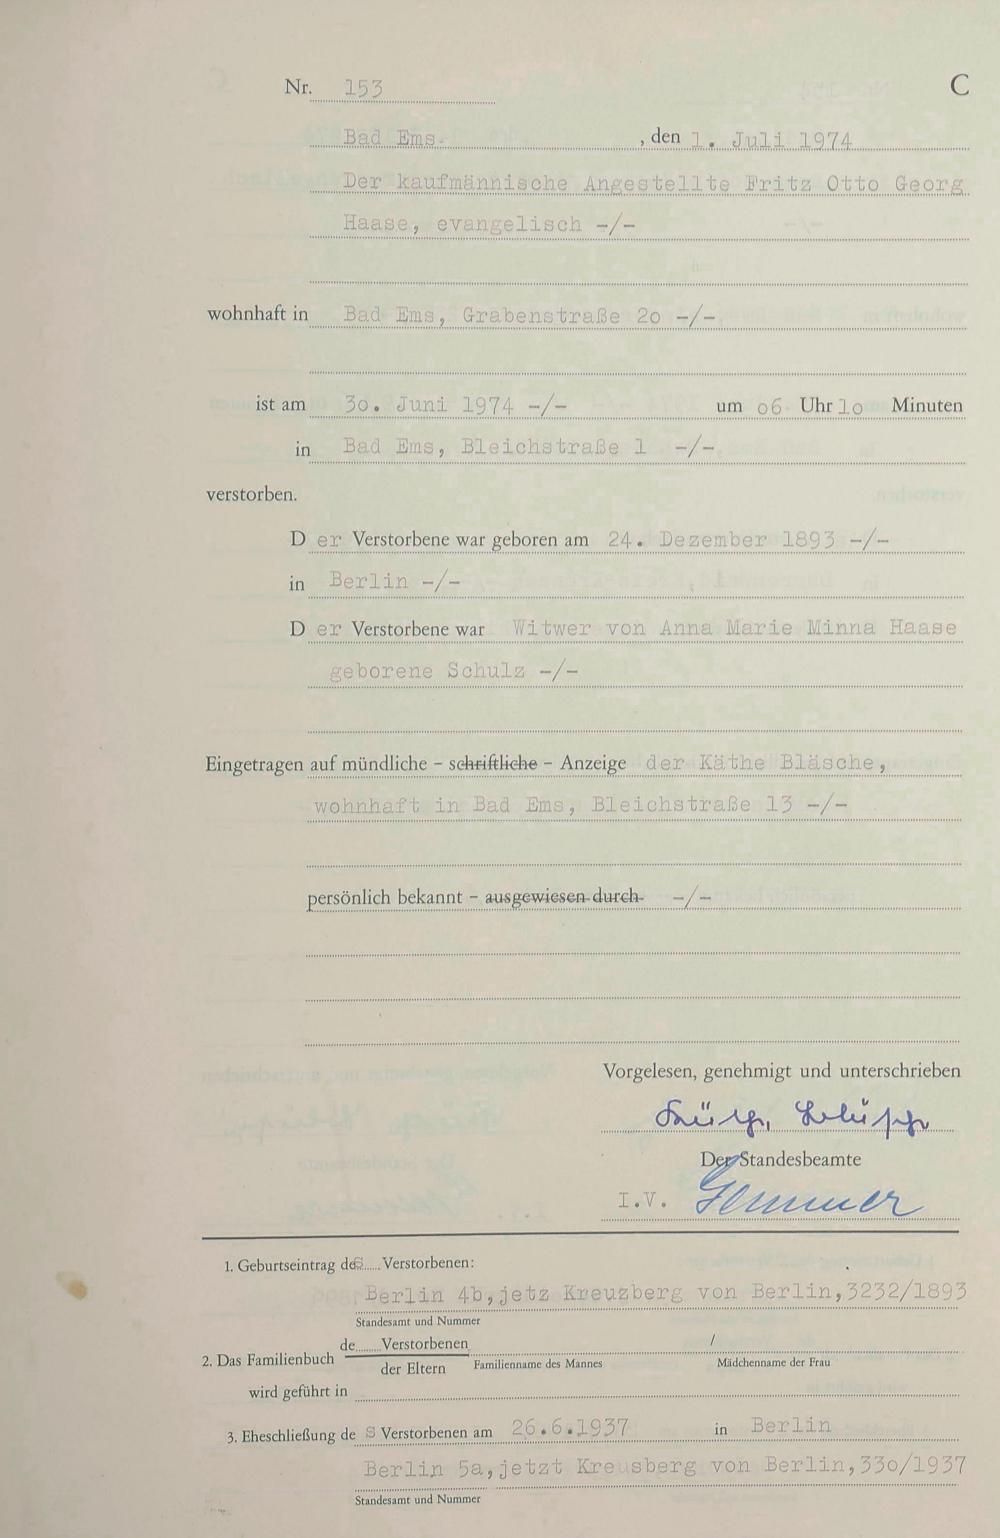 Nr. 153 C
Bad Ems , den 1. Juli 1974
Der kaufmännische Angestellte Fritz Otto Georg
Haase, evangelisch -/-
wohnhaft in Bad Ems, Grabenstraße 2o -/-
ist am 3o. Juni 1974 -/- um o6 Uhr 1o Minuten
in Bad Ems, Bleichstraße 1 -/-
verstorben.
D er Verstorbene war geboren am 24. Dezember 1893 -/-
in Berlin -/-
D er Verstorbene war Witwer von Anna Marie Minna Haase
geborene Schulz -/-
Eingetragen auf mündliche - schriftliche - Anzeige der Käthe Bläsche,
wohnhaft in Bad Ems, Bleichstraße 13 -/-
persönlich bekannt - ausgewiesen durch -/-
Vorgelesen, genehmigt und unterschrieben
Der Standesbeamte
I.V.
1. Geburtseintrag des Verstorbenen:
Berlin 4b, jetz Kreuzberg von Berlin, 3232/1893
Standesamt und Nummer
de Verstorbenen /
2. Das Familienbuch der Eltern Familienname des Mannes Mädchenname der Frau
wird geführt in
3. Eheschließung de s Verstorbenen am 26.6.1937 in Berlin
Berlin 5a, jetzt Kreusberg von Berlin, 33o/1937
Standesamt und Nummer